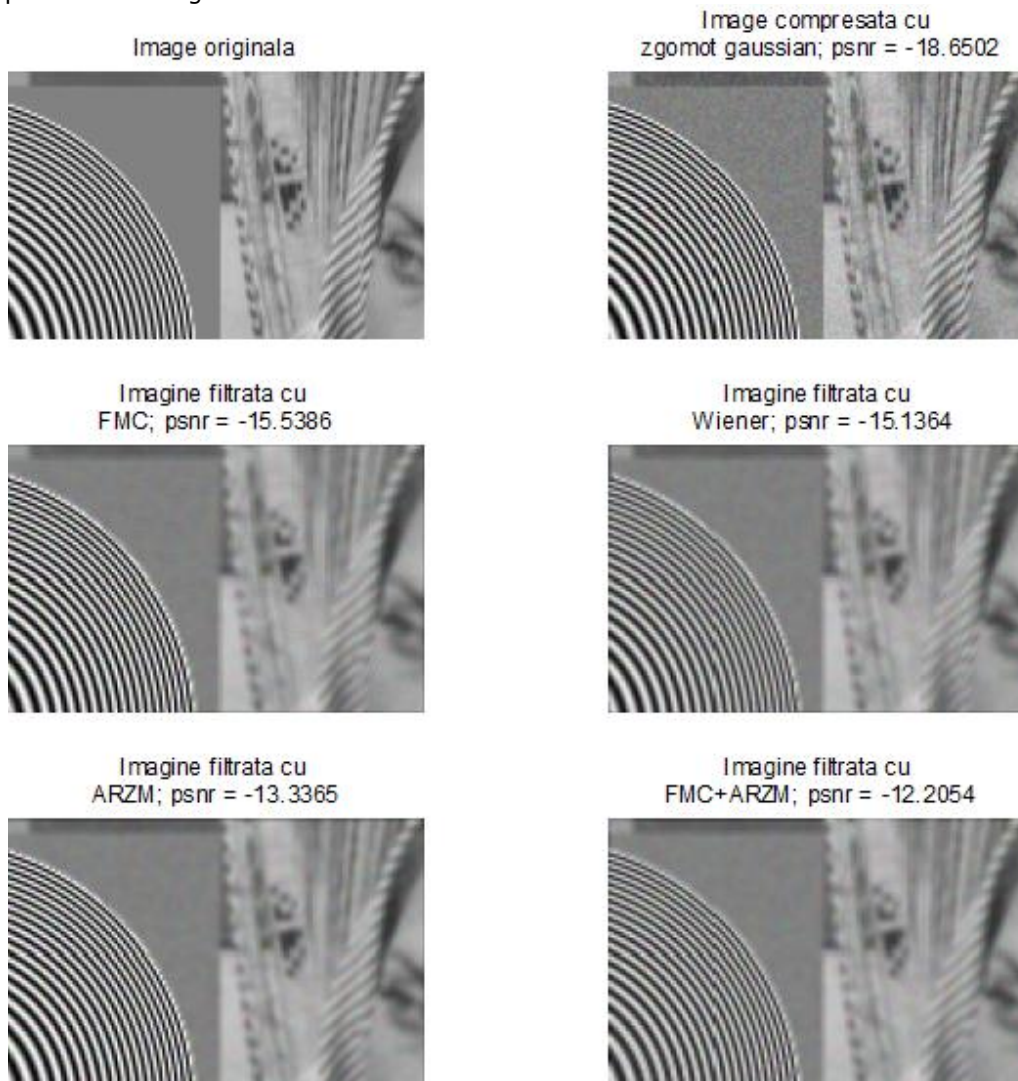 Image originala
Image compresata cu
zgomot gaussian; psnr = -18.6502
Imagine filtrata cu
FMC; psnr = -15.5386
Imagine filtrata cu
Wiener; psnr = -15.1364
Imagine filtrata cu
ARZM; psnr = -13.3365
Imagine filtrata cu
FMC+ARZM; psnr = -12.2054